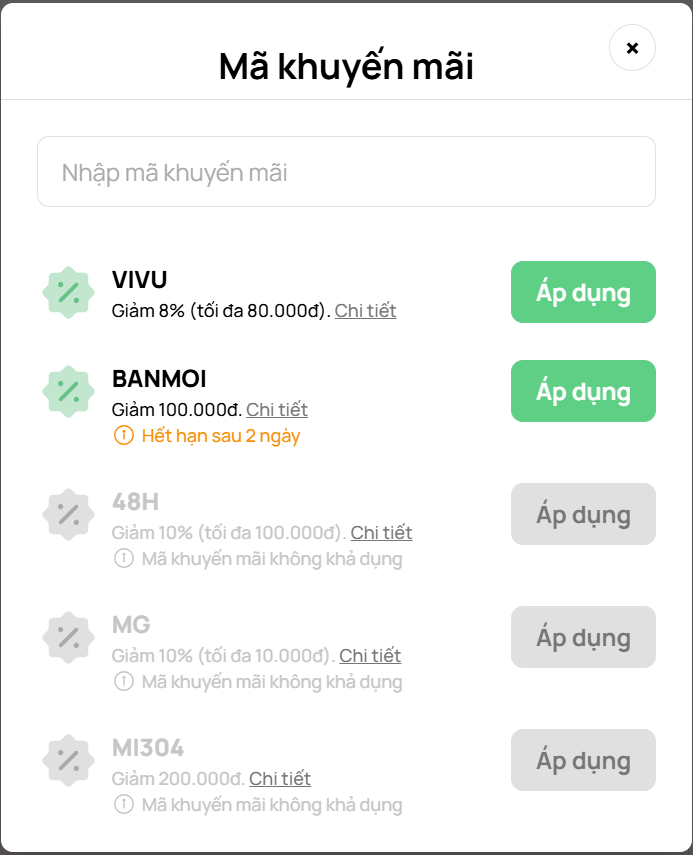 Mã khuyến mãi
Nhập mã khuyến mãi
VIVU
Giảm 8% (tối đa 80.000đ). Chi tiết
Áp dụng
BANMOI
Giảm 100.000đ. Chi tiết
Hết hạn sau 2 ngày
Áp dụng
48H
Giảm 10% (tối đa 100.000đ). Chi tiết
Mã khuyến mãi không khả dụng
Áp dụng
MG
Giảm 10% (tối đa 10.000đ). Chi tiết
Mã khuyến mãi không khả dụng
Áp dụng
MI304
Giảm 200.000đ. Chi tiết
Mã khuyến mãi không khả dụng
Áp dụng